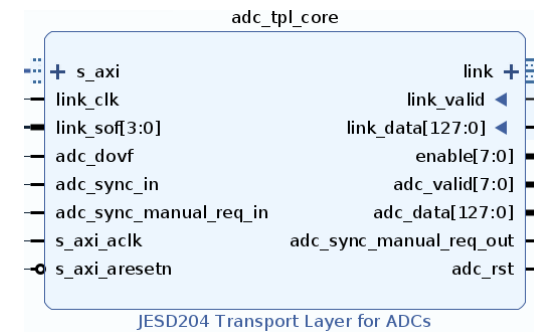 adc_tpl_core
s_axi
link
link_clk
link_valid
link_sof[3:0]
link_data[127:0]
adc_dovf
enable[7:0]
adc_sync_in
adc_valid[7:0]
adc_sync_manual_req_in
adc_data[127:0]
s_axi_aclk
adc_sync_manual_req_out
s_axi_aresetn
adc_rst
JESD204 Transport Layer for ADCs